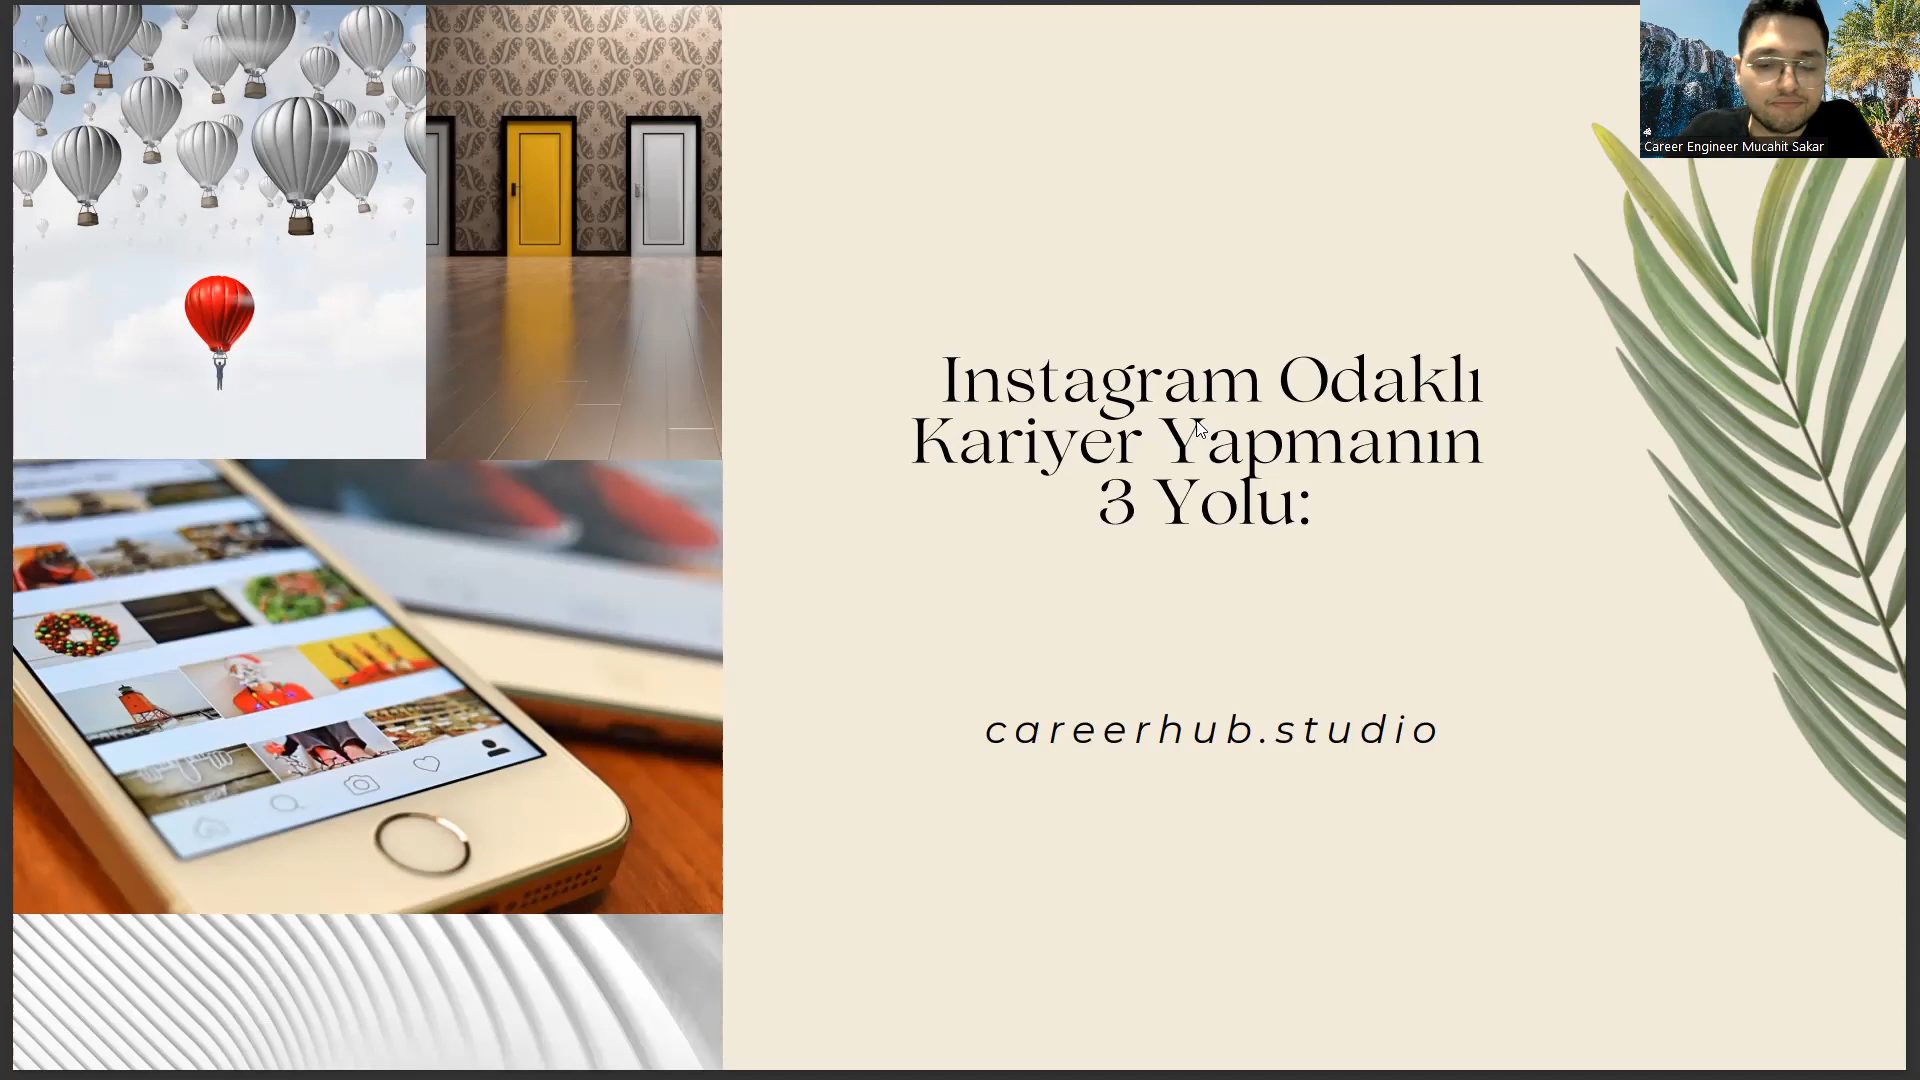 Career Engineer Mucahit Sakar
Instagram Odaklı
Kariyer Yapmanın
3 Yolu:
careerhub.studio